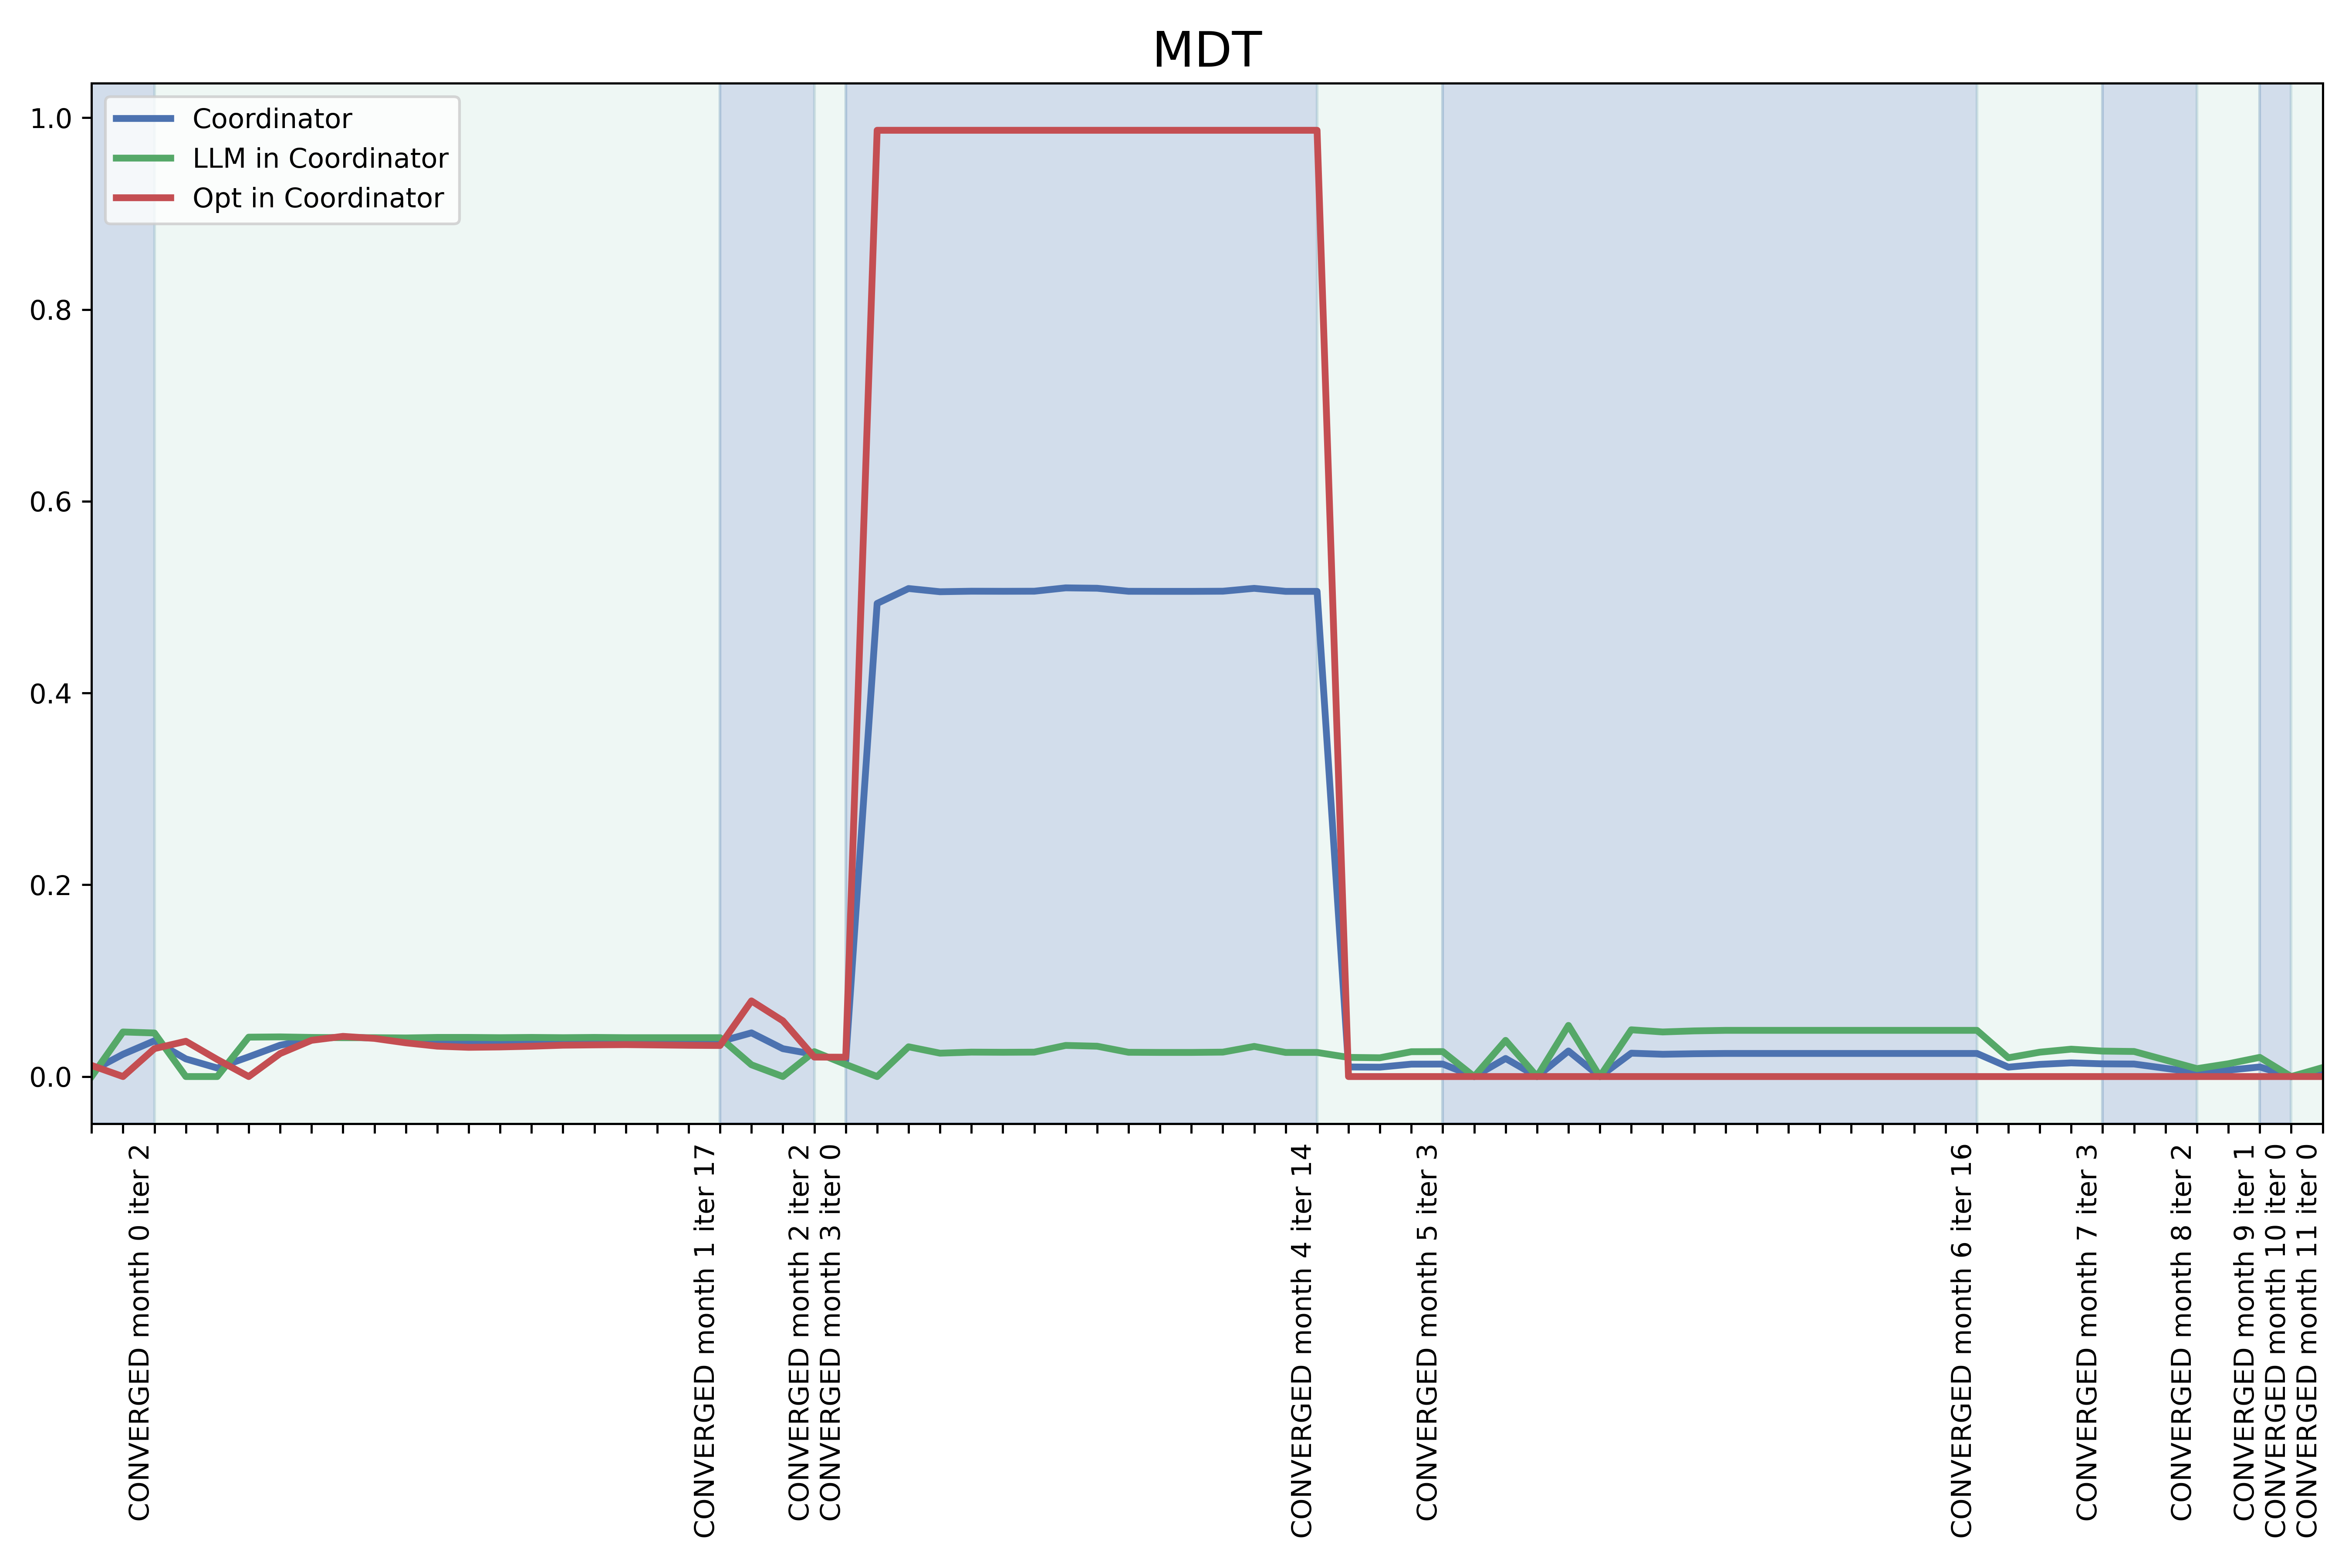 MDT
Coordinator
LLM in Coordinator
Opt in Coordinator
1.0
0.8
0.6
0.4
0.2
0.0
CONVERGED month 0 iter 2
CONVERGED month 1 iter 17
CONVERGED month 2 iter 2
CONVERGED month 3 iter 0
CONVERGED month 4 iter 14
CONVERGED month 5 iter 3
CONVERGED month 6 iter 16
CONVERGED month 7 iter 3
CONVERGED month 8 iter 2
CONVERGED month 9 iter 1
CONVERGED month 10 iter 0
CONVERGED month 11 iter 0